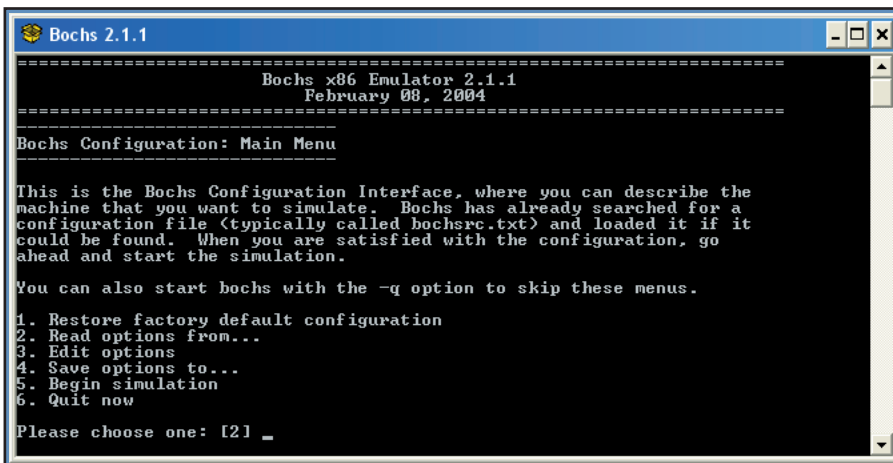 Bochs 2.1.1
========================================================================
Bochs x86 Emulator 2.1.1
February 08, 2004
========================================================================
------------------------------
Bochs Configuration: Main Menu
------------------------------
This is the Bochs Configuration Interface, where you can describe the
machine that you want to simulate.  Bochs has already searched for a
configuration file (typically called bochsrc.txt) and loaded it if it
could be found.  When you are satisfied with the configuration, go
ahead and start the simulation.
You can also start bochs with the -q option to skip these menus.
1. Restore factory default configuration
2. Read options from...
3. Edit options
4. Save options to...
5. Begin simulation
6. Quit now
Please choose one: [2] _